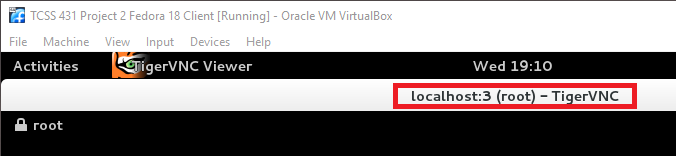 TCSS 431 Project 2 Fedora 18 Client [Running] - Oracle VM VirtualBox
File Machine View Input Devices Help
Activities TigerVNC Viewer Wed 19:10
localhost:3 (root) - TigerVNC
root